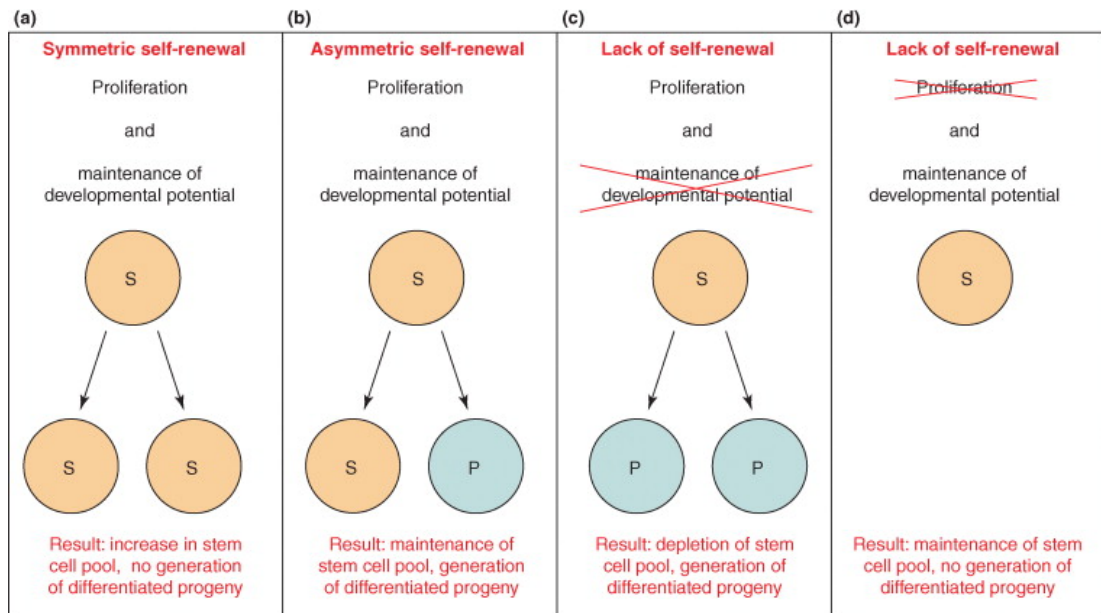 (a)
Symmetric self-renewal
Proliferation
and
maintenance of
developmental potential
S
S
S
Result: increase in stem
cell pool, no generation
of differentiated progeny
(b)
Asymmetric self-renewal
Proliferation
and
maintenance of
developmental potential
S
S
P
Result: maintenance of
stem cell pool, generation
of differentiated progeny
(c)
Lack of self-renewal
Proliferation
and
maintenance of
developmental potential
S
P
P
Result: depletion of stem
cell pool, generation of
differentiated progeny
(d)
Lack of self-renewal
Proliferation
and
maintenance of
developmental potential
S
Result: maintenance of stem
cell pool, no generation of
differentiated progeny